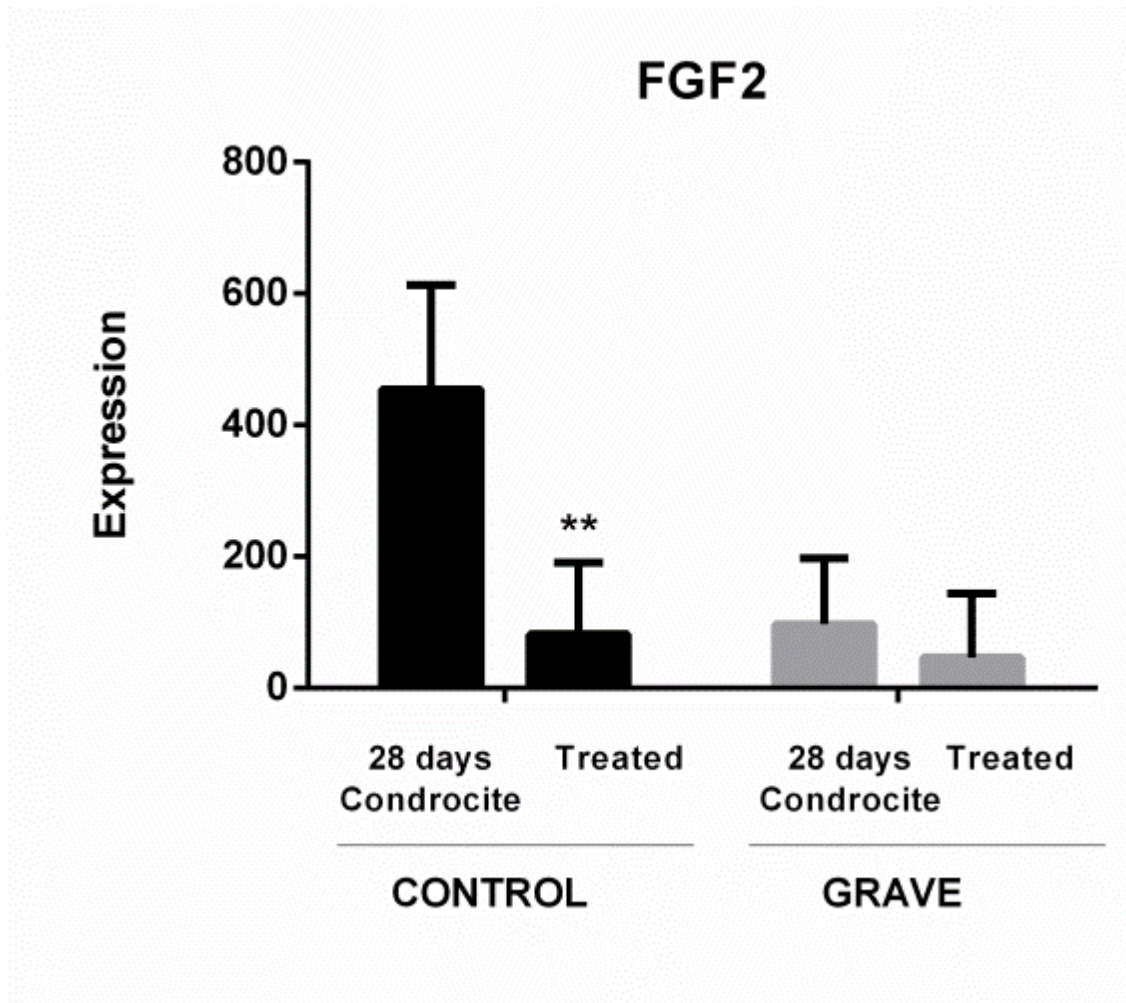 FGF2
800
600
400
200
0
Expression
**
28 days Treated 28 days Treated
Condrocite Condrocite
CONTROL GRAVE